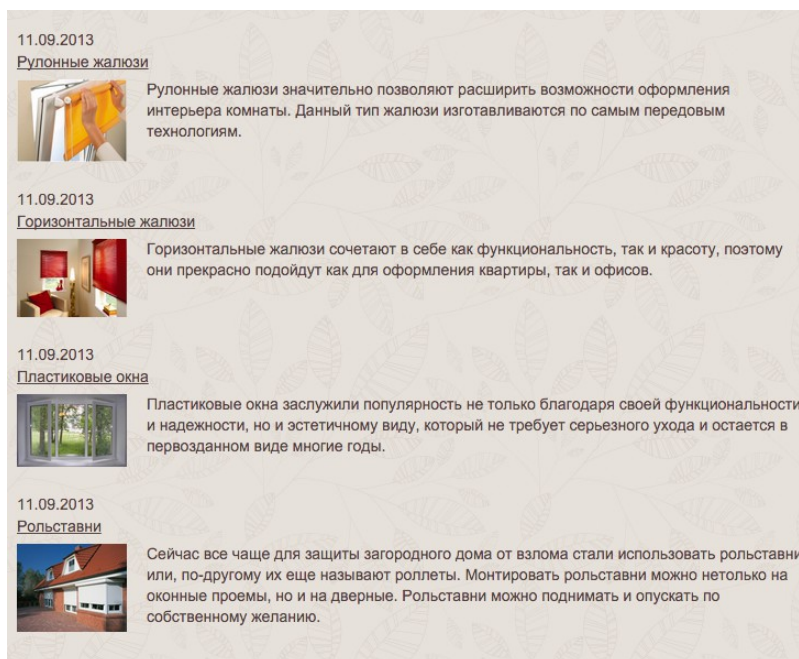 11.09.2013
Рулонные жалюзи
Рулонные жалюзи значительно позволяют расширить возможности оформления
интерьера комнаты. Данный тип жалюзи изготавливаются по самым передовым
технологиям.
11.09.2013
Горизонтальные жалюзи
Горизонтальные жалюзи сочетают в себе как функциональность, так и красоту, поэтому
они прекрасно подойдут как для оформления квартиры, так и офисов.
11.09.2013
Пластиковые окна
Пластиковые окна заслужили популярность не только благодаря своей функциональности
и надежности, но и эстетичному виду, который не требует серьезного ухода и остается в
первозданном виде многие годы.
11.09.2013
Рольставни
Сейчас все чаще для защиты загородного дома от взлома стали использовать рольставни
или, по-другому их еще называют роллеты. Монтировать рольставни можно нетолько на
оконные проемы, но и на дверные. Рольставни можно поднимать и опускать по
собственному желанию.